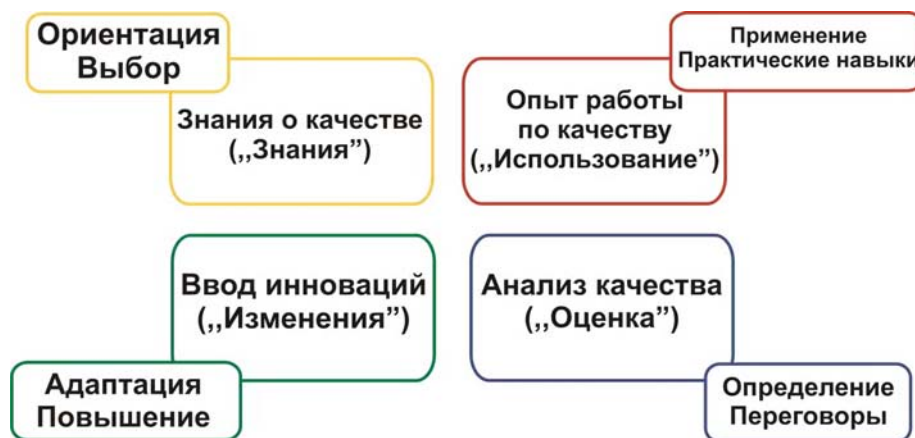 Ориентация
Выбор
Знания о качестве
(,,Знания”)
Применение
Практические навыки
Опыт работы
по качеству
(,,Использование”)
Ввод инноваций
(,,Изменения”)
Адаптация
Повышение
Анализ качества
(,,Оценка”)
Определение
Переговоры